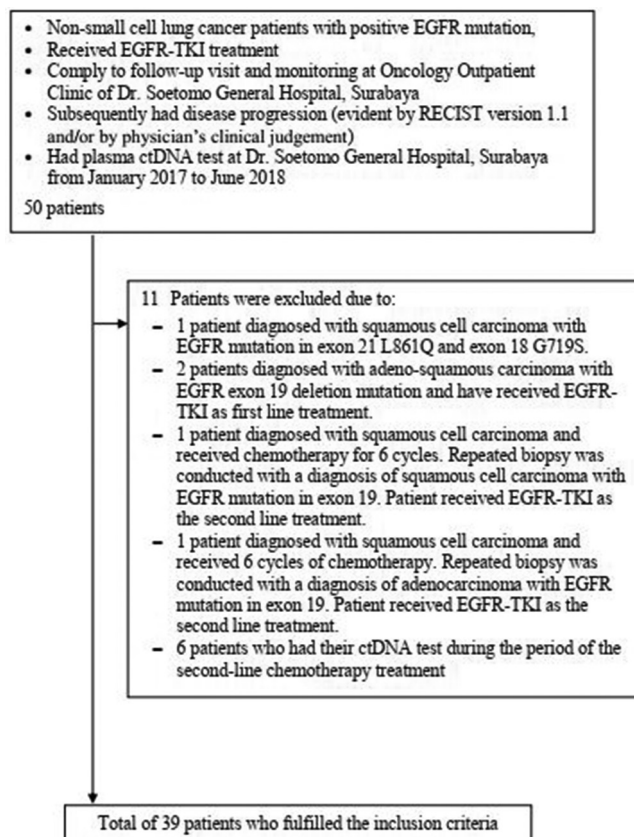 • Non-small cell lung cancer patients with positive EGFR mutation,
• Received EGFR-TKI treatment
• Comply to follow-up visit and monitoring at Oncology Outpatient
Clinic of Dr. Soetomo General Hospital, Surabaya
• Subsequently had disease progression (evident by RECIST version 1.1
and/or by physician's clinical judgement)
• Had plasma ctDNA test at Dr. Soetomo General Hospital, Surabaya
from January 2017 to June 2018
50 patients
11 Patients were excluded due to:
– 1 patient diagnosed with squamous cell carcinoma with
EGFR mutation in exon 21 L861Q and exon 18 G719S.
– 2 patients diagnosed with adeno-squamous carcinoma with
EGFR exon 19 deletion mutation and have received EGFR-
TKI as first line treatment.
– 1 patient diagnosed with squamous cell carcinoma and
received chemotherapy for 6 cycles. Repeated biopsy was
conducted with a diagnosis of squamous cell carcinoma with
EGFR mutation in exon 19. Patient received EGFR-TKI as
the second line treatment.
– 1 patient diagnosed with squamous cell carcinoma and
received 6 cycles of chemotherapy. Repeated biopsy was
conducted with a diagnosis of adenocarcinoma with EGFR
mutation in exon 19. Patient received EGFR-TKI as the
second line treatment.
– 6 patients who had their ctDNA test during the period of the
second-line chemotherapy treatment
Total of 39 patients who fulfilled the inclusion criteria